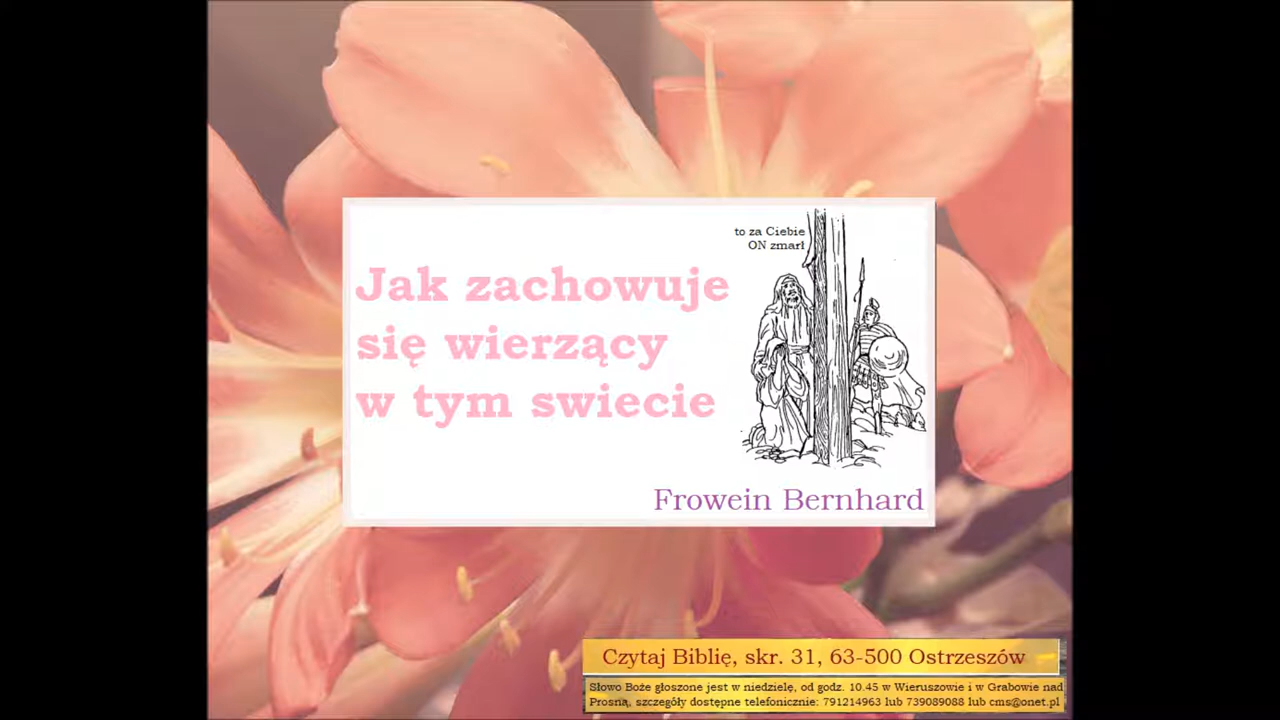 to za Ciebie
ON zmarł
Jak zachowuje
się wierzący
w tym swiecie
Frowein Bernhard
Czytaj Biblię, skr. 31, 63-500 Ostrzeszów
Słowo Boże głoszone jest w niedzielę, od godz. 10.45 w Wieruszowie i w Grabowie nad
Prosną, szczegóły dostępne telefonicznie: 791214963 lub 739089088 lub cms@onet.pl